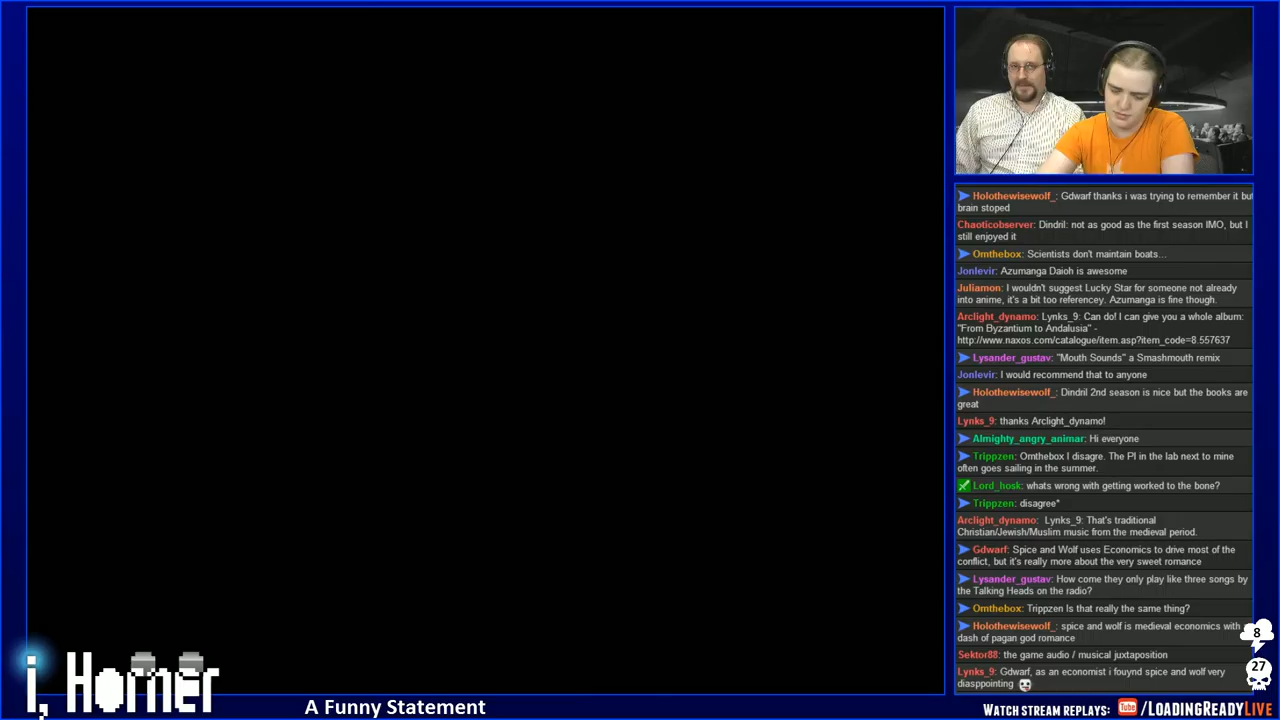 Holothewisewolf_: Gdwarf thanks i was trying to remember it but
brain stoped
Chaoticobserver: Dindril: not as good as the first season IMO, but I
still enjoyed it
Omthebox: Scientists don't maintain boats...
Jonlevir: Azumanga Daioh is awesome
Juliamon: I wouldn't suggest Lucky Star for someone not already
into anime, it's a bit too referencey. Azumanga is fine though.
Arclight_dynamo: Lynks_9: Can do! I can give you a whole album:
"From Byzantium to Andalusia" -
http://www.naxos.com/catalogue/item.asp?item_code=8.557637
Lysander_gustav: "Mouth Sounds" a Smashmouth remix
Jonlevir: I would recommend that to anyone
Holothewisewolf_: Dindril 2nd season is nice but the books are
great
Lynks_9: thanks Arclight_dynamo!
Almighty_angry_animar: Hi everyone
Trippzen: Omthebox I disagre. The PI in the lab next to mine
often goes sailing in the summer.
Lord_hosk: whats wrong with getting worked to the bone?
Trippzen: disagree*
Arclight_dynamo: Lynks_9: That's traditional
Christian/Jewish/Muslim music from the medieval period.
Gdwarf: Spice and Wolf uses Economics to drive most of the
conflict, but it's really more about the very sweet romance
Lysander_gustav: How come they only play like three songs by
the Talking Heads on the radio?
Omthebox: Trippzen Is that really the same thing?
Holothewisewolf_: spice and wolf is medieval economics with
dash of pagan god romance
Sektor88: the game audio / musical juxtaposition
Lynks_9: Gdwarf, as an economist i fouynd spice and wolf very
diasppointing
8
27
i, Horner
A Funny Statement
WATCH STREAM REPLAYS: You Tube /LOADINGREADYLIVE